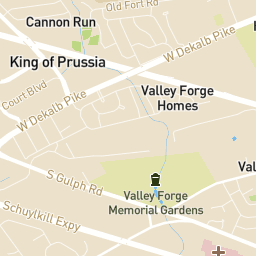 Old Fort Rd
Cannon Run
W Dekalb Pike
King of Prussia
Valley Forge
Homes
Court Blvd
W Dekalb Pike
S Gulph Rd
Val
Valley Forge
Memorial Gardens
Schuylkill Expy